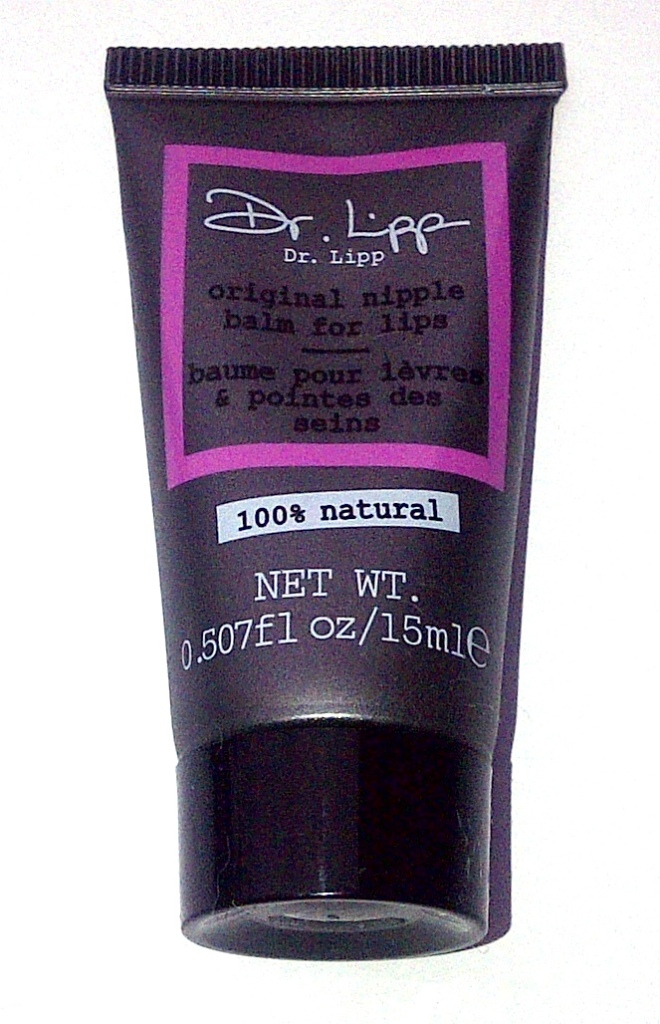 Dr. Lipp
Dr. Lipp
original nipple
balm for lips
baume pour lèvres
& pointes des
seins
100% natural
NET WT.
0.507fl oz/15ml℮